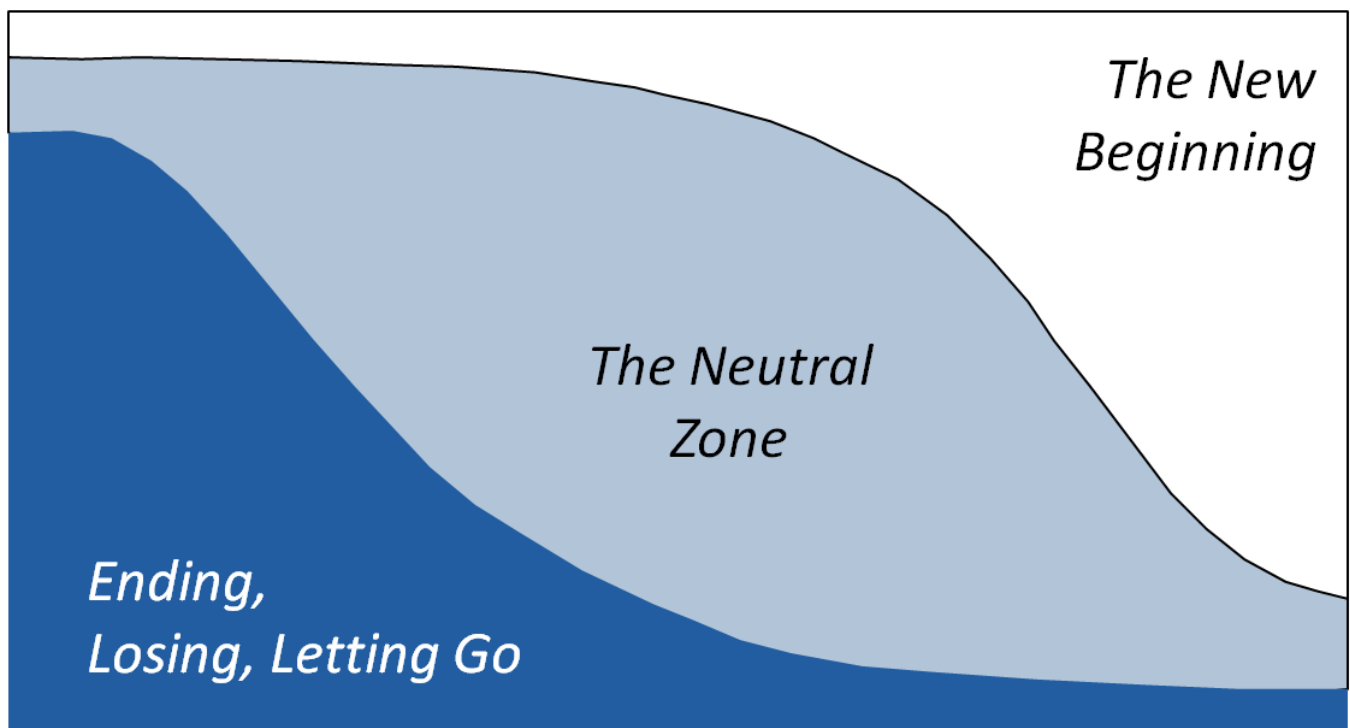 The New
Beginning
The Neutral
Zone
Ending,
Losing, Letting Go